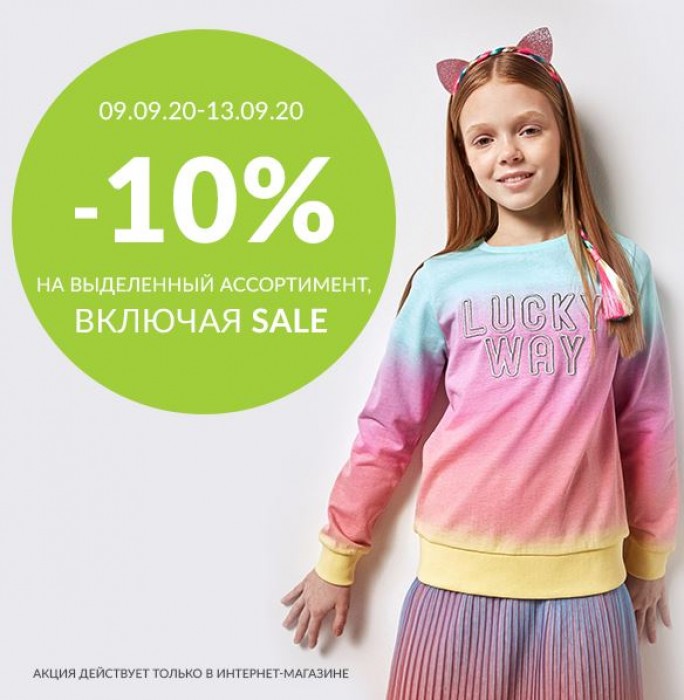 09.09.20-13.09.20
-10%
НА ВЫДЕЛЕННЫЙ АССОРТИМЕНТ,
ВКЛЮЧАЯ SALE
LUCKY
WAY
АКЦИЯ ДЕЙСТВУЕТ ТОЛЬКО В ИНТЕРНЕТ-МАГАЗИНЕ